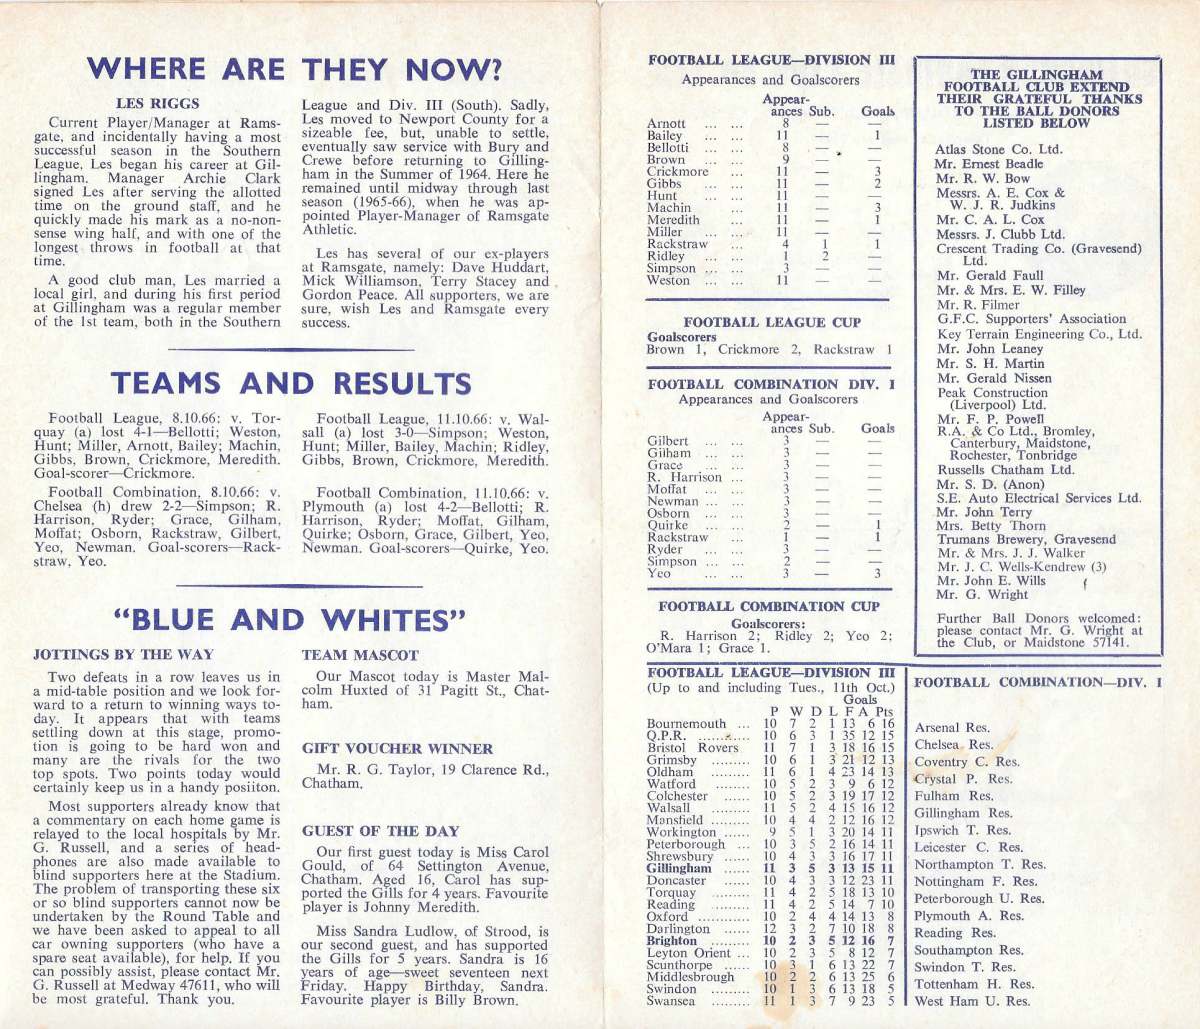 WHERE ARE THEY NOW?
LES RIGGS
Current Player/Manager at Rams-
gate, and incidentally having a most
successful season in the Southern
League, Les began his career at Gil-
lingham. Manager Archie Clark
signed Les after serving the allotted
time on the ground staff, and he
quickly made his mark as a no-non-
sense wing half, and with one of the
longest throws in football at that
time.
A good club man, Les married a
local girl, and during his first period
at Gillingham was a regular member
of the 1st team, both in the Southern
League and Div. III (South). Sadly,
Les moved to Newport County for a
sizeable fee, but, unable to settle,
eventually saw service with Bury and
Crewe before returning to Gilling-
ham in the Summer of 1964. Here he
remained until midway through last
season (1965-66), when he was ap-
pointed Player-Manager of Ramsgate
Athletic.
Les has several of our ex-players
at Ramsgate, namely: Dave Huddart,
Mick Williamson, Terry Stacey and
Gordon Peace. All supporters, we are
sure, wish Les and Ramsgate every
success.
TEAMS AND RESULTS
Football League, 8.10.66: v. Tor-
quay (a) lost 4-1—Bellotti; Weston,
Hunt; Miller, Arnott, Bailey; Machin,
Gibbs, Brown, Crickmore, Meredith.
Goal-scorer—Crickmore.
Football Combination, 8.10.66: v.
Chelsea (h) drew 2-2—Simpson; R.
Harrison, Ryder; Grace, Gilham,
Moffat; Osborn, Rackstraw, Gilbert,
Yeo, Newman. Goal-scorers—Rack-
straw, Yeo.
Football League, 11.10.66: v. Wal-
sall (a) lost 3-0—Simpson; Weston,
Hunt; Miller, Bailey, Machin; Ridley,
Gibbs, Brown, Crickmore, Meredith.
Football Combination, 11.10.66: v.
Plymouth (a) lost 4-2—Bellotti; R.
Harrison, Ryder; Moffat, Gilham,
Quirke; Osborn, Grace, Gilbert, Yeo,
Newman. Goal-scorers—Quirke, Yeo.
"BLUE AND WHITES"
JOTTINGS BY THE WAY
Two defeats in a row leaves us in
a mid-table position and we look for-
ward to a return to winning ways to-
day. It appears that with teams
settling down at this stage, promo-
tion is going to be hard won and
many are the rivals for the two
top spots. Two points today would
certainly keep us in a handy posiiton.
Most supporters already know that
a commentary on each home game is
relayed to the local hospitals by Mr.
G. Russell, and a series of head-
phones are also made available to
blind supporters here at the Stadium.
The problem of transporting these six
or so blind supporters cannot now be
undertaken by the Round Table and
we have been asked to appeal to all
car owning supporters (who have a
spare seat available), for help. If you
can possibly assist, please contact Mr.
G. Russell at Medway 47611, who will
be most grateful. Thank you.
TEAM MASCOT
Our Mascot today is Master Mal-
colm Huxted of 31 Pagitt St., Chat-
ham.
GIFT VOUCHER WINNER
Mr. R. G. Taylor, 19 Clarence Rd.,
Chatham.
GUEST OF THE DAY
Our first guest today is Miss Carol
Gould, of 64 Settington Avenue,
Chatham. Aged 16, Carol has sup-
ported the Gills for 4 years. Favourite
player is Johnny Meredith.
Miss Sandra Ludlow, of Strood, is
our second guest, and has supported
the Gills for 5 years. Sandra is 16
years of age—sweet seventeen next
Friday. Happy Birthday, Sandra.
Favourite player is Billy Brown.
FOOTBALL LEAGUE—DIVISION III
Appearances and Goalscorers
Appear-
ances Sub. Goals
Arnott ... ... 8 — —
Bailey ... ... 11 — 1
Bellotti ... ... 8 — —
Brown ... ... 9 — —
Crickmore ... 11 — 3
Gibbs ... ... 11 — 2
Hunt ... ... 11 — —
Machin ... ... 11 — 3
Meredith ... 11 — 1
Miller ... ... 11 — —
Rackstraw ... 4 1 1
Ridley ... ... 1 2 —
Simpson ... ... 3 — —
Weston ... ... 11 — —
FOOTBALL LEAGUE CUP
Goalscorers
Brown 1, Crickmore 2, Rackstraw 1
FOOTBALL COMBINATION DIV. I
Appearances and Goalscorers
Appear-
ances Sub. Goals
Gilbert ... ... 3 — —
Gilham ... ... 3 — —
Grace ... ... 3 — —
R. Harrison ... 3 — —
Moffat ... ... 3 — —
Newman ... ... 3 — —
Osborn ... ... 3 — —
Quirke ... ... 2 — 1
Rackstraw ... 1 — 1
Ryder ... ... 3 — —
Simpson ... ... 2 — —
Yeo ... ... 3 — 3
FOOTBALL COMBINATION CUP
Goalscorers:
R. Harrison 2; Ridley 2; Yeo 2;
O'Mara 1; Grace 1.
THE GILLINGHAM
FOOTBALL CLUB EXTEND
THEIR GRATEFUL THANKS
TO THE BALL DONORS
LISTED BELOW
Atlas Stone Co. Ltd.
Mr. Ernest Beadle
Mr. R. W. Bow
Messrs. A. E. Cox &
W. J. R. Judkins
Mr. C. A. L. Cox
Messrs. J. Clubb Ltd.
Crescent Trading Co. (Gravesend)
Ltd.
Mr. Gerald Faull
Mr. & Mrs. E. W. Filley
Mr. R. Filmer
G.F.C. Supporters' Association
Key Terrain Engineering Co., Ltd.
Mr. John Leaney
Mr. S. H. Martin
Mr. Gerald Nissen
Peak Construction
(Liverpool) Ltd.
Mr. F. P. Powell
R.A. & Co Ltd., Bromley,
Canterbury, Maidstone,
Rochester, Tonbridge
Russells Chatham Ltd.
Mr. S. D. (Anon)
S.E. Auto Electrical Services Ltd.
Mr. John Terry
Mrs. Betty Thorn
Trumans Brewery, Gravesend
Mr. & Mrs. J. J. Walker
Mr. J. C. Wells-Kendrew (3)
Mr. John E. Wills
Mr. G. Wright
Further Ball Donors welcomed:
please contact Mr. G. Wright at
the Club, or Maidstone 57141.
FOOTBALL LEAGUE—DIVISION III
(Up to and including Tues., 11th Oct.)
Goals
P W D L F A Pts
Bournemouth ... 10 7 2 1 13 6 16
Q.P.R. ........... 10 6 3 1 35 12 15
Bristol Rovers 11 7 1 3 18 16 15
Grimsby ......... 10 6 1 3 21 12 13
Oldham ......... 11 6 1 4 23 14 13
Watford ........ 10 5 2 3 9 6 12
Colchester ...... 10 5 2 3 19 17 12
Walsall ......... 11 5 2 4 15 16 12
Mansfield ...... 10 4 4 2 12 16 12
Workington ...... 9 5 1 3 20 14 11
Peterborough ... 10 3 5 2 16 14 11
Shrewsbury ...... 10 4 3 3 16 17 11
Gillingham ...... 11 3 5 3 13 15 11
Doncaster ...... 10 4 3 3 12 23 11
Torquay ......... 11 4 2 5 18 13 10
Reading ......... 11 4 2 5 14 7 10
Oxford ............ 10 2 4 4 14 13 8
Darlington ...... 12 3 2 7 10 18 8
Brighton ......... 10 2 3 5 12 16 7
Leyton Orient ... 10 2 3 5 8 12 7
Scunthorpe ...... 10 3 1 6 13 22 7
Middlesbrough 10 2 2 6 13 25 6
Swindon ......... 10 1 3 6 13 18 5
Swansea ......... 11 1 3 7 9 23 5
FOOTBALL COMBINATION—DIV. I
Arsenal Res.
Chelsea Res.
Coventry C. Res.
Crystal P. Res.
Fulham Res.
Gillingham Res.
Ipswich T. Res.
Leicester C. Res.
Northampton T. Res.
Nottingham F. Res.
Peterborough U. Res.
Plymouth A. Res.
Reading Res.
Southampton Res.
Swindon T. Res.
Tottenham H. Res.
West Ham U. Res.